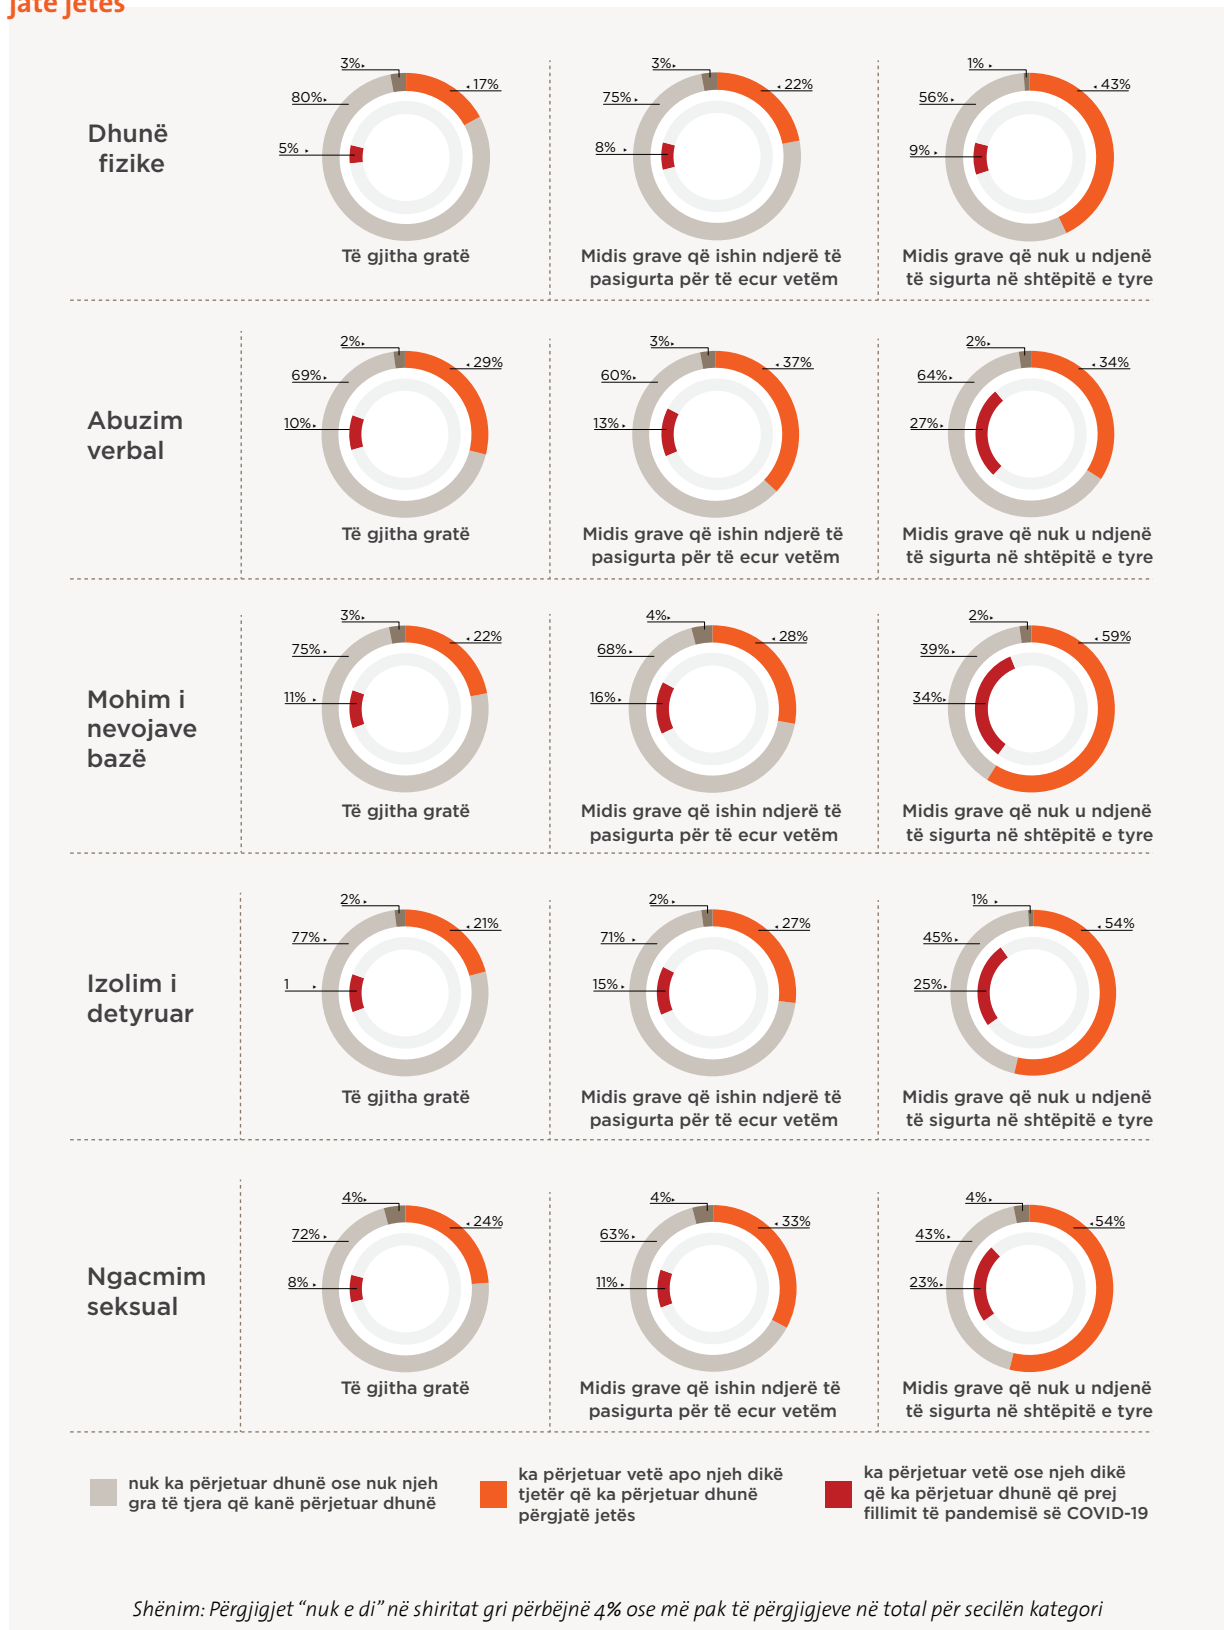 jatë jetës
3%
17%
80%
5%
Të gjitha gratë
3%
22%
75%
8%
Midis grave që ishin ndjerë të
pasigurta për të ecur vetëm
1%
43%
56%
9%
Midis grave që nuk u ndjenë
të sigurta në shtëpitë e tyre
Dhunë
fizike
2%
29%
69%
10%
Të gjitha gratë
3%
37%
60%
13%
Midis grave që ishin ndjerë të
pasigurta për të ecur vetëm
2%
34%
64%
27%
Midis grave që nuk u ndjenë
të sigurta në shtëpitë e tyre
Abuzim
verbal
3%
22%
75%
11%
Të gjitha gratë
4%
28%
68%
16%
Midis grave që ishin ndjerë të
pasigurta për të ecur vetëm
2%
59%
39%
34%
Midis grave që nuk u ndjenë
të sigurta në shtëpitë e tyre
Mohim i
nevojave
bazë
2%
21%
77%
1
Të gjitha gratë
2%
27%
71%
15%
Midis grave që ishin ndjerë të
pasigurta për të ecur vetëm
1%
54%
45%
25%
Midis grave që nuk u ndjenë
të sigurta në shtëpitë e tyre
Izolim i
detyruar
4%
24%
72%
8%
Të gjitha gratë
4%
33%
63%
11%
Midis grave që ishin ndjerë të
pasigurta për të ecur vetëm
4%
54%
43%
23%
Midis grave që nuk u ndjenë
të sigurta në shtëpitë e tyre
Ngacmim
seksual
nuk ka përjetuar dhunë ose nuk njeh
gra të tjera që kanë përjetuar dhunë
ka përjetuar vetë apo njeh dikë
tjetër që ka përjetuar dhunë
përgjatë jetës
ka përjetuar vetë ose njeh dikë
që ka përjetuar dhunë që prej
fillimit të pandemisë së COVID-19
Shënim: Përgjigjet “nuk e di” në shiritat gri përbëjnë 4% ose më pak të përgjigjeve në total për secilën kategori